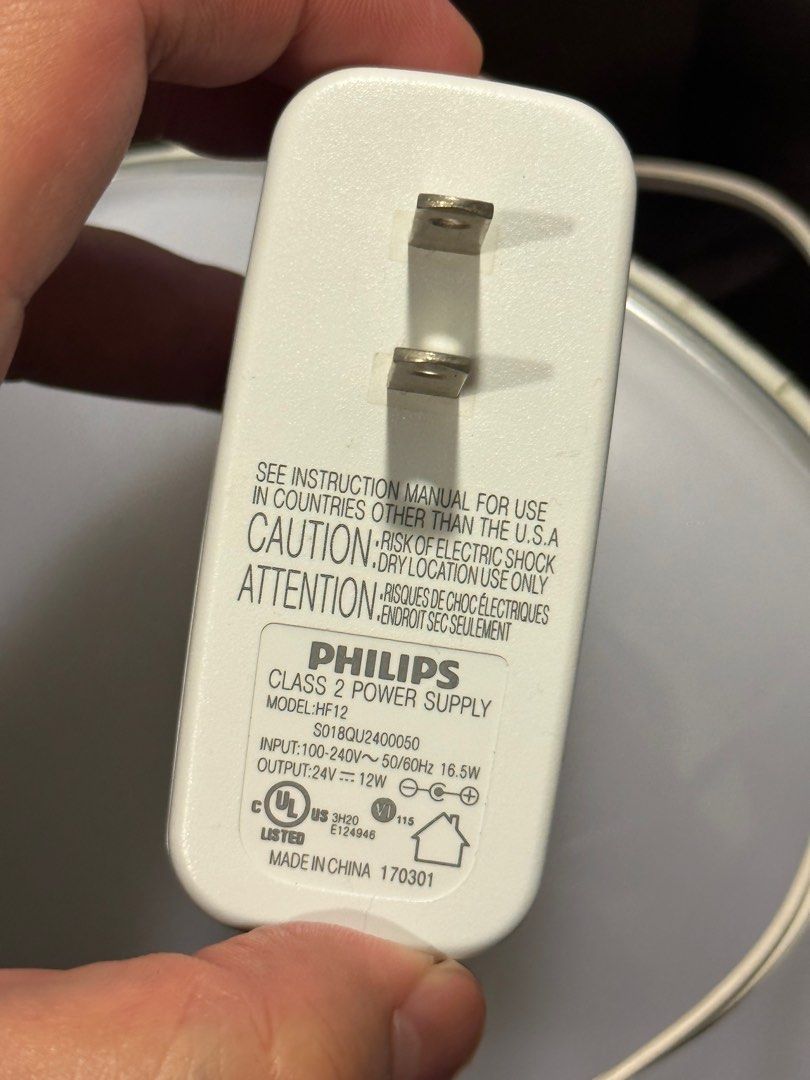 SEE INSTRUCTION MANUAL FOR USE
IN COUNTRIES OTHER THAN THE U.S.A
CAUTION:RISK OF ELECTRIC SHOCK
DRY LOCATION USE ONLY
ATTENTION:RISQUES DE CHOC ÉLECTRIQUES
ENDROIT SEC SEULEMENT
PHILIPS
CLASS 2 POWER SUPPLY
MODEL:HF12
S018QU2400050
INPUT:100-240V~ 50/60Hz 16.5W
OUTPUT:24V⎓ 12W
C UL US 3H20 VI 115
LISTED E124946
MADE IN CHINA 170301